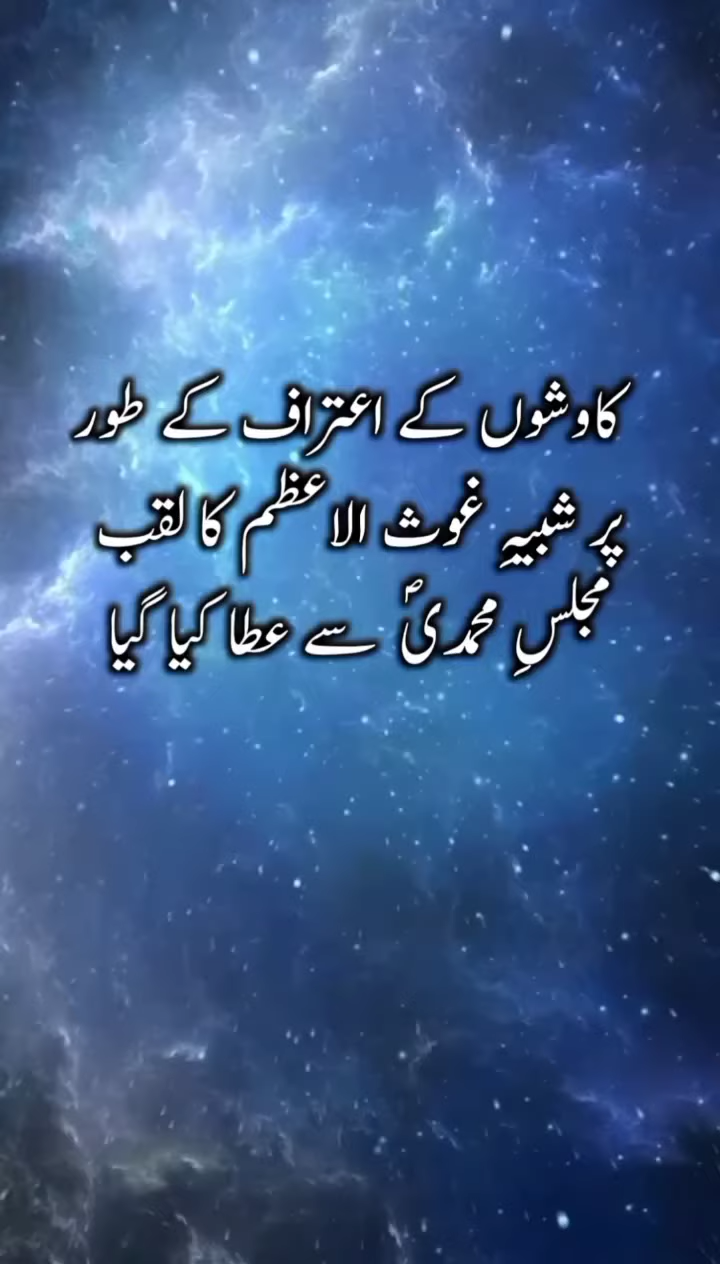 کاوشوں کے اعتراف کے طور
پر شبیہِ غوث الاعظم کا لقب
مجلسِ محمدیؐ سے عطا کیا گیا